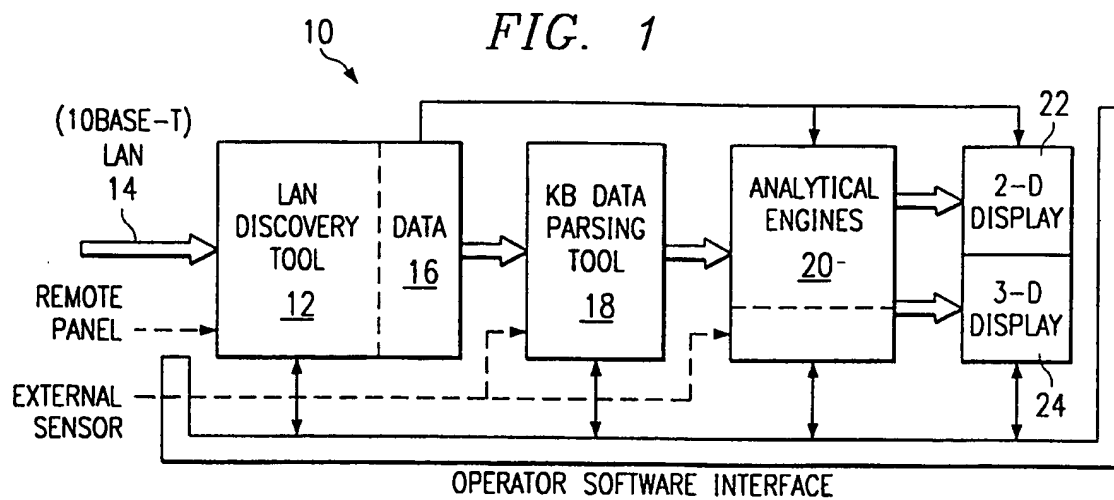 FIG. 1
10
(10BASE-T)
LAN
14
LAN
DISCOVERY
TOOL
12
DATA
16
KB DATA
PARSING
TOOL
18
ANALYTICAL
ENGINES
20
22
2-D
DISPLAY
3-D
DISPLAY
24
REMOTE
PANEL
EXTERNAL
SENSOR
OPERATOR SOFTWARE INTERFACE